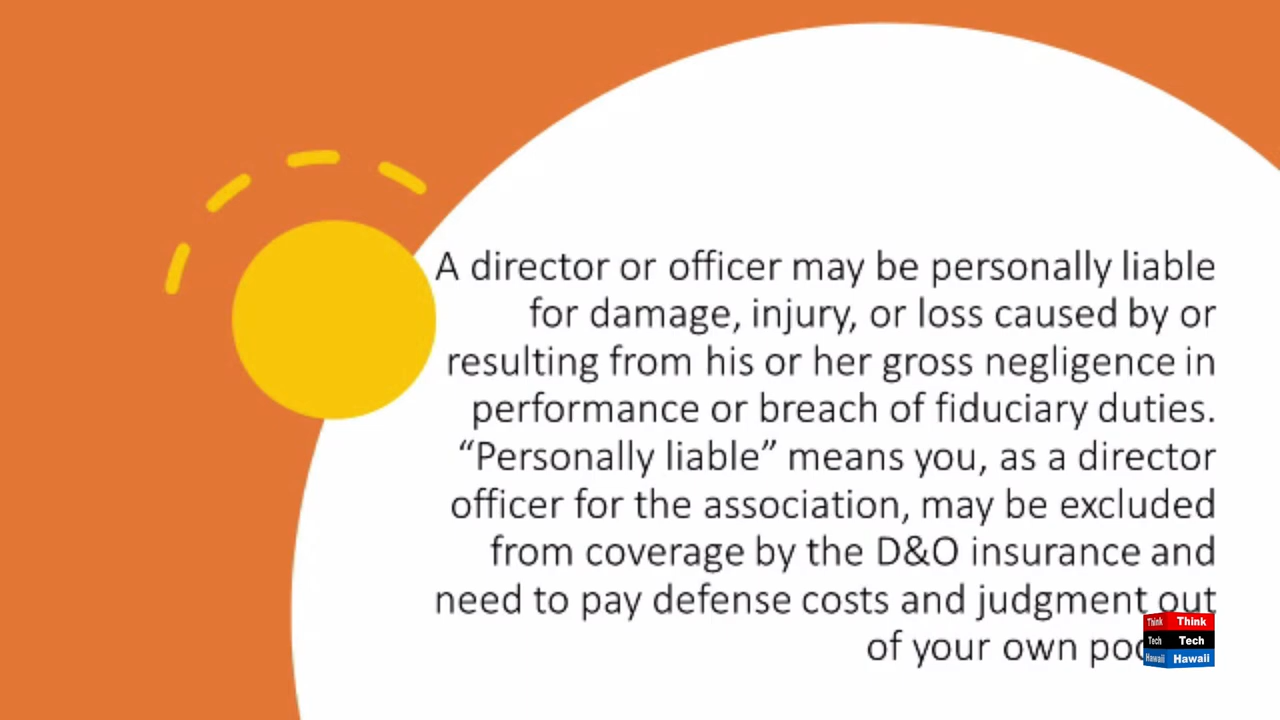 A director or officer may be personally liable
for damage, injury, or loss caused by or
resulting from his or her gross negligence in
performance or breach of fiduciary duties.
“Personally liable” means you, as a director
officer for the association, may be excluded
from coverage by the D&O insurance and
need to pay defense costs and judgment out
of your own
Think Think
Tech Tech
Hawaii Hawaii